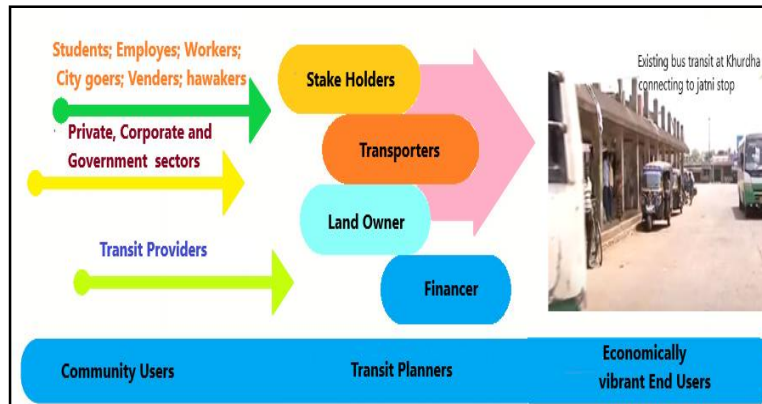 Students; Employes; Workers;
City goers; Venders; hawakers
Private, Corporate and
Government sectors
Transit Providers
Stake Holders
Transporters
Land Owner
Financer
Existing bus transit at Khurdha
connecting to jatni stop
Community Users
Transit Planners
Economically
vibrant End Users